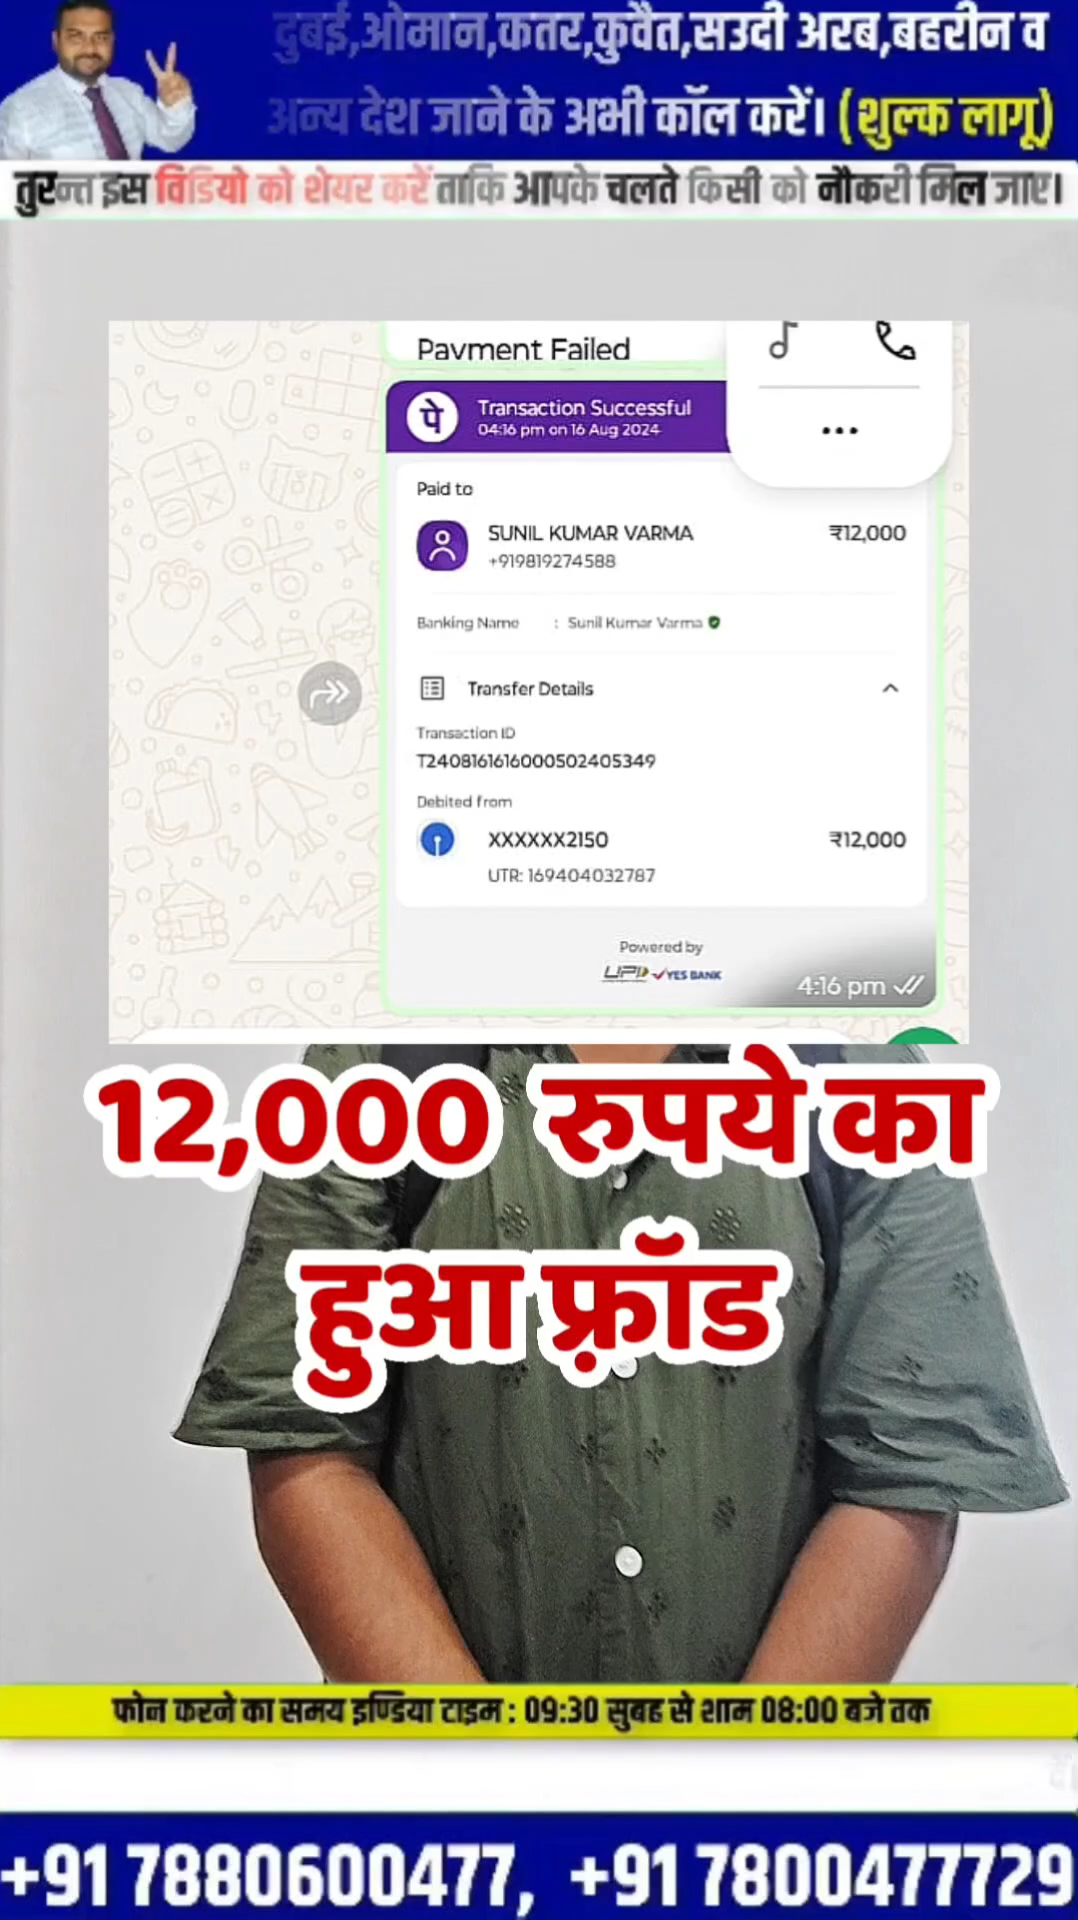 दुबई,ओमान,कतर,कुवैत,सउदी अरब,बहरीन व
अन्य देश जाने के अभी कॉल करें। (शुल्क लागू)
तुरन्त इस विडियो को शेयर करें ताकि आपके चलते किसी को नौकरी मिल जाए।
Payment Failed
पे
Transaction Successful
04:16 pm on 16 Aug 2024
Paid to
SUNIL KUMAR VARMA ₹12,000
+919819274588
Banking Name : Sunil Kumar Varma
Transfer Details
Transaction ID
T2408161616000502405349
Debited from
XXXXXX2150 ₹12,000
UTR: 169404032787
Powered by
UPI YES BANK
4:16 pm
12,000 रुपये का
हुआ फ़्रॉड
फोन करने का समय इण्डिया टाइम : 09:30 सुबह से शाम 08:00 बजे तक
+91 7880600477, +91 7800477729